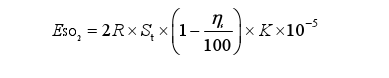 Eso₂ = 2R × Sₜ × (1 − ηₛ/100) × K × 10⁻⁵